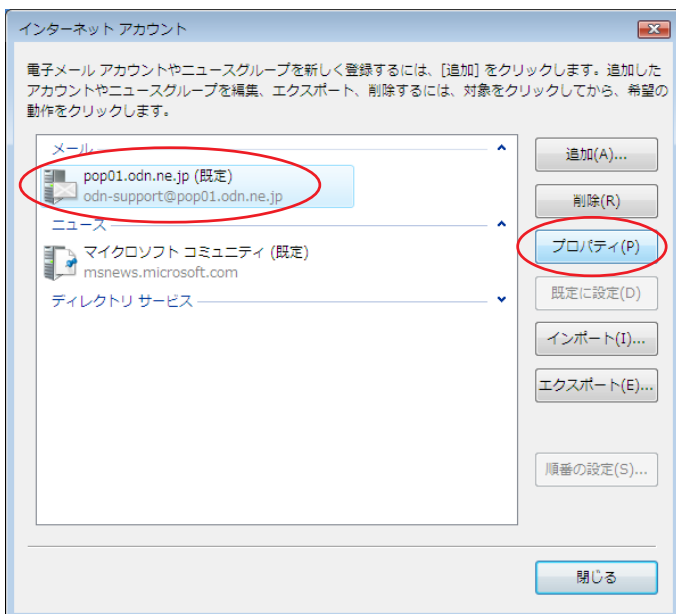 インターネット アカウント
電子メール アカウントやニュースグループを新しく登録するには、[追加] をクリックします。追加した
アカウントやニュースグループを編集、エクスポート、削除するには、対象をクリックしてから、希望の
動作をクリックします。
メール
pop01.odn.ne.jp (既定)
odn-support@pop01.odn.ne.jp
ニュース
マイクロソフト コミュニティ (既定)
msnews.microsoft.com
ディレクトリ サービス
追加(A)...
削除(R)
プロパティ(P)
既定に設定(D)
インポート(I)...
エクスポート(E)...
順番の設定(S)...
閉じる